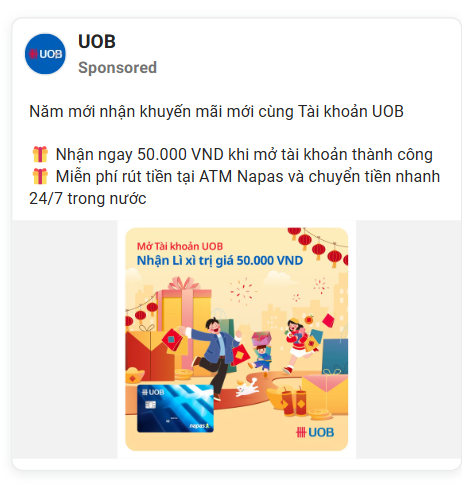 UOB
UOB
Sponsored
Năm mới nhận khuyến mãi mới cùng Tài khoản UOB
🎁 Nhận ngay 50.000 VND khi mở tài khoản thành công
🎁 Miễn phí rút tiền tại ATM Napas và chuyển tiền nhanh
24/7 trong nước
Mở Tài khoản UOB
Nhận Lì xì trị giá 50.000 VND
UOB
napas
UOB